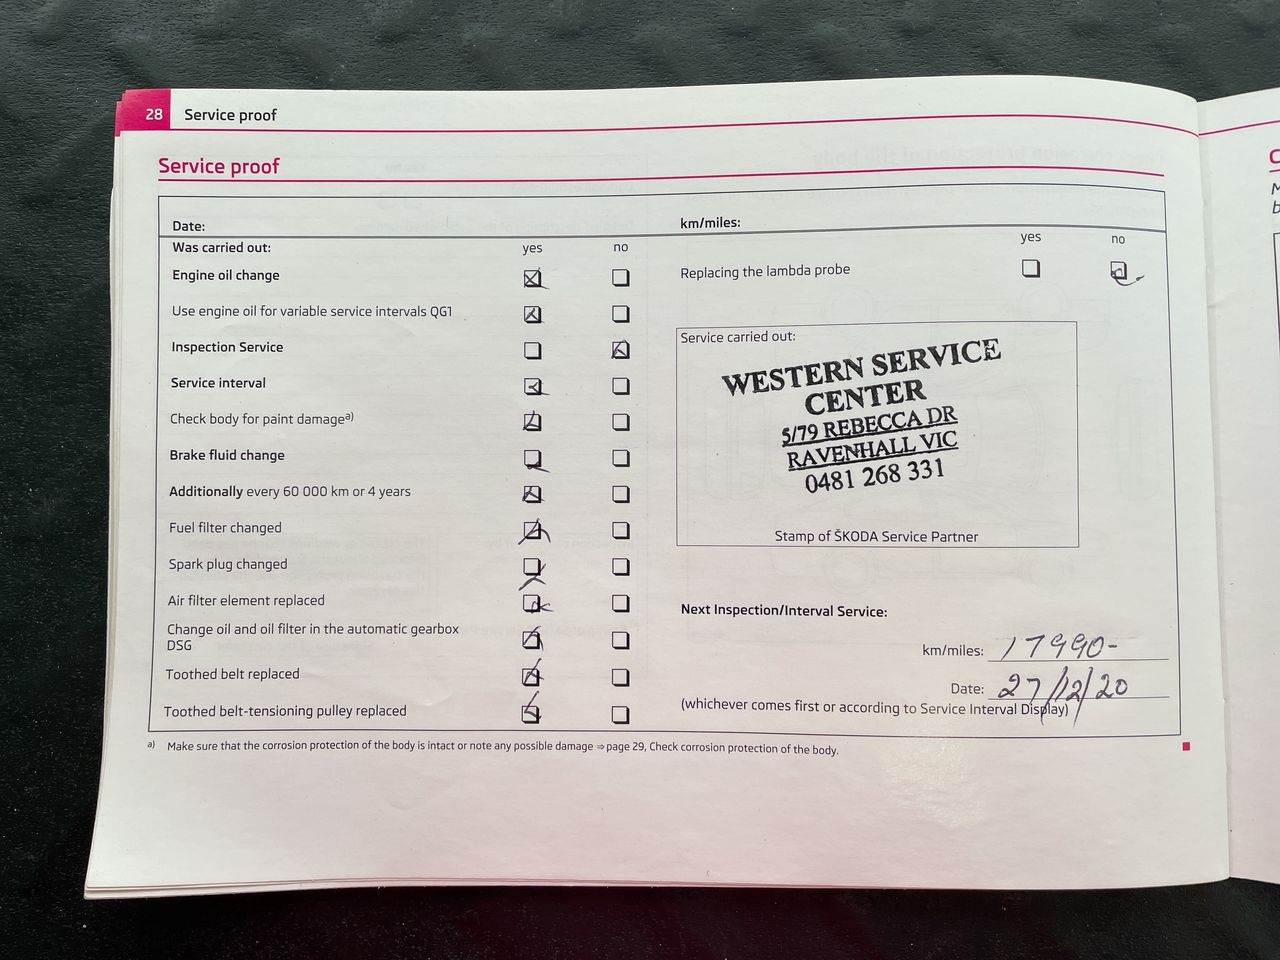 28 Service proof
Service proof
Date:
km/miles:
Was carried out:
yes
no
yes
no
Engine oil change
Replacing the lambda probe
Use engine oil for variable service intervals QG1
Inspection Service
Service interval
Check body for paint damage a)
Brake fluid change
Additionally every 60 000 km or 4 years
Fuel filter changed
Spark plug changed
Air filter element replaced
Change oil and oil filter in the automatic gearbox
DSG
Toothed belt replaced
Toothed belt-tensioning pulley replaced
Service carried out:
WESTERN SERVICE
CENTER
5/79 REBECCA DR
RAVENHALL VIC
0481 268 331
Stamp of ŠKODA Service Partner
Next Inspection/Interval Service:
km/miles: 17990-
Date: 27/12/20
(whichever comes first or according to Service Interval Display)
a) Make sure that the corrosion protection of the body is intact or note any possible damage ⇒ page 29, Check corrosion protection of the body.